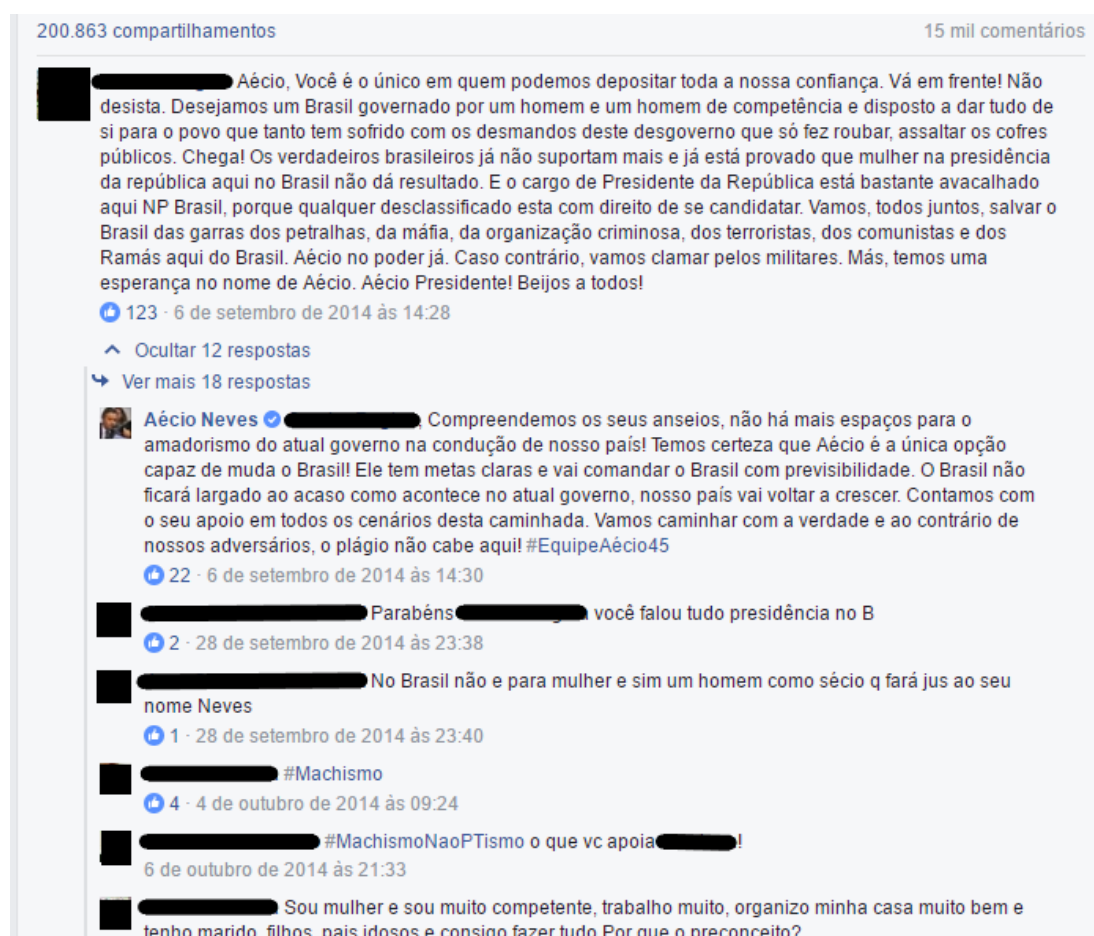 200.863 compartilhamentos 15 mil comentários
Aécio, Você é o único em quem podemos depositar toda a nossa confiança. Vá em frente! Não
desista. Desejamos um Brasil governado por um homem e um homem de competência e disposto a dar tudo de
si para o povo que tanto tem sofrido com os desmandos deste desgoverno que só fez roubar, assaltar os cofres
públicos. Chega! Os verdadeiros brasileiros já não suportam mais e já está provado que mulher na presidência
da república aqui no Brasil não dá resultado. E o cargo de Presidente da República está bastante avacalhado
aqui NP Brasil, porque qualquer desclassificado esta com direito de se candidatar. Vamos, todos juntos, salvar o
Brasil das garras dos petralhas, da máfia, da organização criminosa, dos terroristas, dos comunistas e dos
Ramás aqui do Brasil. Aécio no poder já. Caso contrário, vamos clamar pelos militares. Más, temos uma
esperança no nome de Aécio. Aécio Presidente! Beijos a todos!
123 · 6 de setembro de 2014 às 14:28
Ocultar 12 respostas
Ver mais 18 respostas
Aécio Neves , Compreendemos os seus anseios, não há mais espaços para o
amadorismo do atual governo na condução de nosso país! Temos certeza que Aécio é a única opção
capaz de muda o Brasil! Ele tem metas claras e vai comandar o Brasil com previsibilidade. O Brasil não
ficará largado ao acaso como acontece no atual governo, nosso país vai voltar a crescer. Contamos com
o seu apoio em todos os cenários desta caminhada. Vamos caminhar com a verdade e ao contrário de
nossos adversários, o plágio não cabe aqui! #EquipeAécio45
22 · 6 de setembro de 2014 às 14:30
Parabéns você falou tudo presidência no B
2 · 28 de setembro de 2014 às 23:38
No Brasil não e para mulher e sim um homem como sécio q fará jus ao seu
nome Neves
1 · 28 de setembro de 2014 às 23:40
#Machismo
4 · 4 de outubro de 2014 às 09:24
#MachismoNaoPTismo o que vc apoia !
6 de outubro de 2014 às 21:33
Sou mulher e sou muito competente, trabalho muito, organizo minha casa muito bem e
tenho marido, filhos, pais idosos e consigo fazer tudo Por que o preconceito?